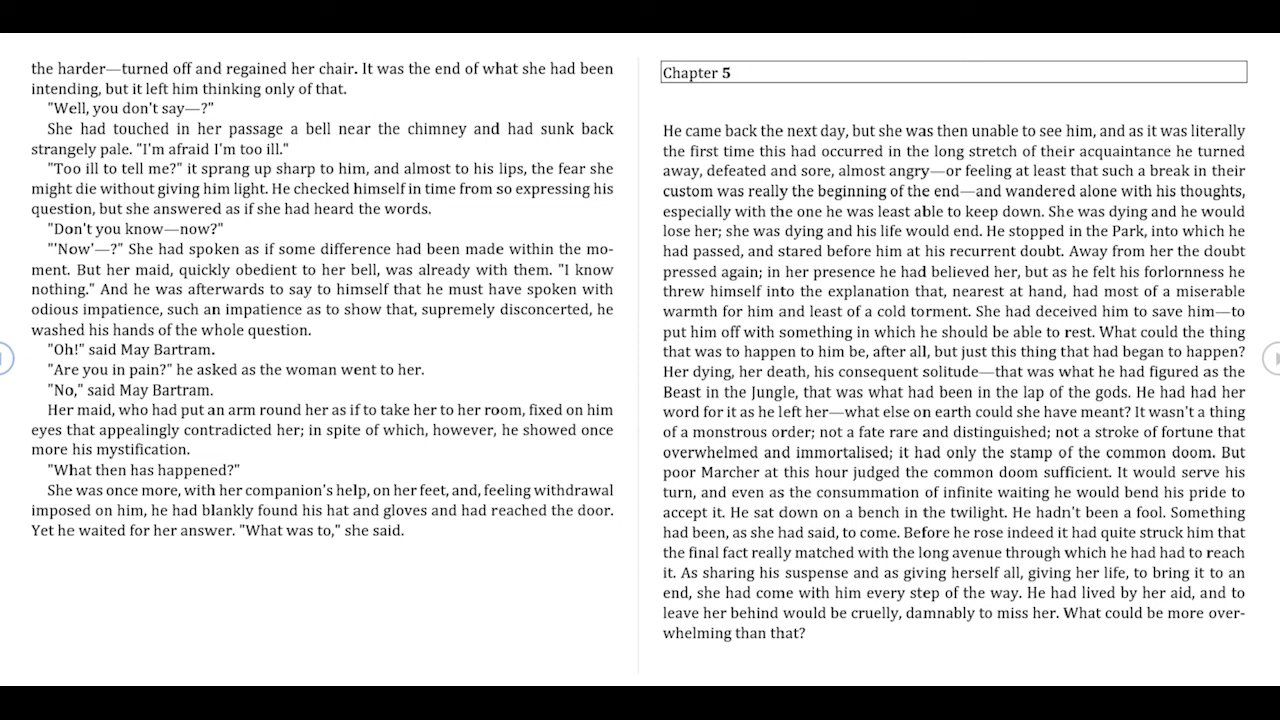 the harder—turned off and regained her chair. It was the end of what she had been
intending, but it left him thinking only of that.
"Well, you don't say—?"
She had touched in her passage a bell near the chimney and had sunk back
strangely pale. "I'm afraid I'm too ill."
"Too ill to tell me?" it sprang up sharp to him, and almost to his lips, the fear she
might die without giving him light. He checked himself in time from so expressing his
question, but she answered as if she had heard the words.
"Don't you know—now?"
"'Now'—?" She had spoken as if some difference had been made within the mo-
ment. But her maid, quickly obedient to her bell, was already with them. "I know
nothing." And he was afterwards to say to himself that he must have spoken with
odious impatience, such an impatience as to show that, supremely disconcerted, he
washed his hands of the whole question.
"Oh!" said May Bartram.
"Are you in pain?" he asked as the woman went to her.
"No," said May Bartram.
Her maid, who had put an arm round her as if to take her to her room, fixed on him
eyes that appealingly contradicted her; in spite of which, however, he showed once
more his mystification.
"What then has happened?"
She was once more, with her companion's help, on her feet, and, feeling withdrawal
imposed on him, he had blankly found his hat and gloves and had reached the door.
Yet he waited for her answer. "What was to," she said.
Chapter 5
He came back the next day, but she was then unable to see him, and as it was literally
the first time this had occurred in the long stretch of their acquaintance he turned
away, defeated and sore, almost angry—or feeling at least that such a break in their
custom was really the beginning of the end—and wandered alone with his thoughts,
especially with the one he was least able to keep down. She was dying and he would
lose her; she was dying and his life would end. He stopped in the Park, into which he
had passed, and stared before him at his recurrent doubt. Away from her the doubt
pressed again; in her presence he had believed her, but as he felt his forlornness he
threw himself into the explanation that, nearest at hand, had most of a miserable
warmth for him and least of a cold torment. She had deceived him to save him—to
put him off with something in which he should be able to rest. What could the thing
that was to happen to him be, after all, but just this thing that had began to happen?
Her dying, her death, his consequent solitude—that was what he had figured as the
Beast in the Jungle, that was what had been in the lap of the gods. He had had her
word for it as he left her—what else on earth could she have meant? It wasn't a thing
of a monstrous order; not a fate rare and distinguished; not a stroke of fortune that
overwhelmed and immortalised; it had only the stamp of the common doom. But
poor Marcher at this hour judged the common doom sufficient. It would serve his
turn, and even as the consummation of infinite waiting he would bend his pride to
accept it. He sat down on a bench in the twilight. He hadn't been a fool. Something
had been, as she had said, to come. Before he rose indeed it had quite struck him that
the final fact really matched with the long avenue through which he had had to reach
it. As sharing his suspense and as giving herself all, giving her life, to bring it to an
end, she had come with him every step of the way. He had lived by her aid, and to
leave her behind would be cruelly, damnably to miss her. What could be more over-
whelming than that?